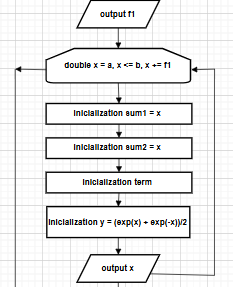 output f1
double x = a, x <= b, x += f1
Inicialization sum1 = x
Inicialization sum2 = x
Inicialization term
Inicialization y = (exp(x) + exp(-x))/2
output x